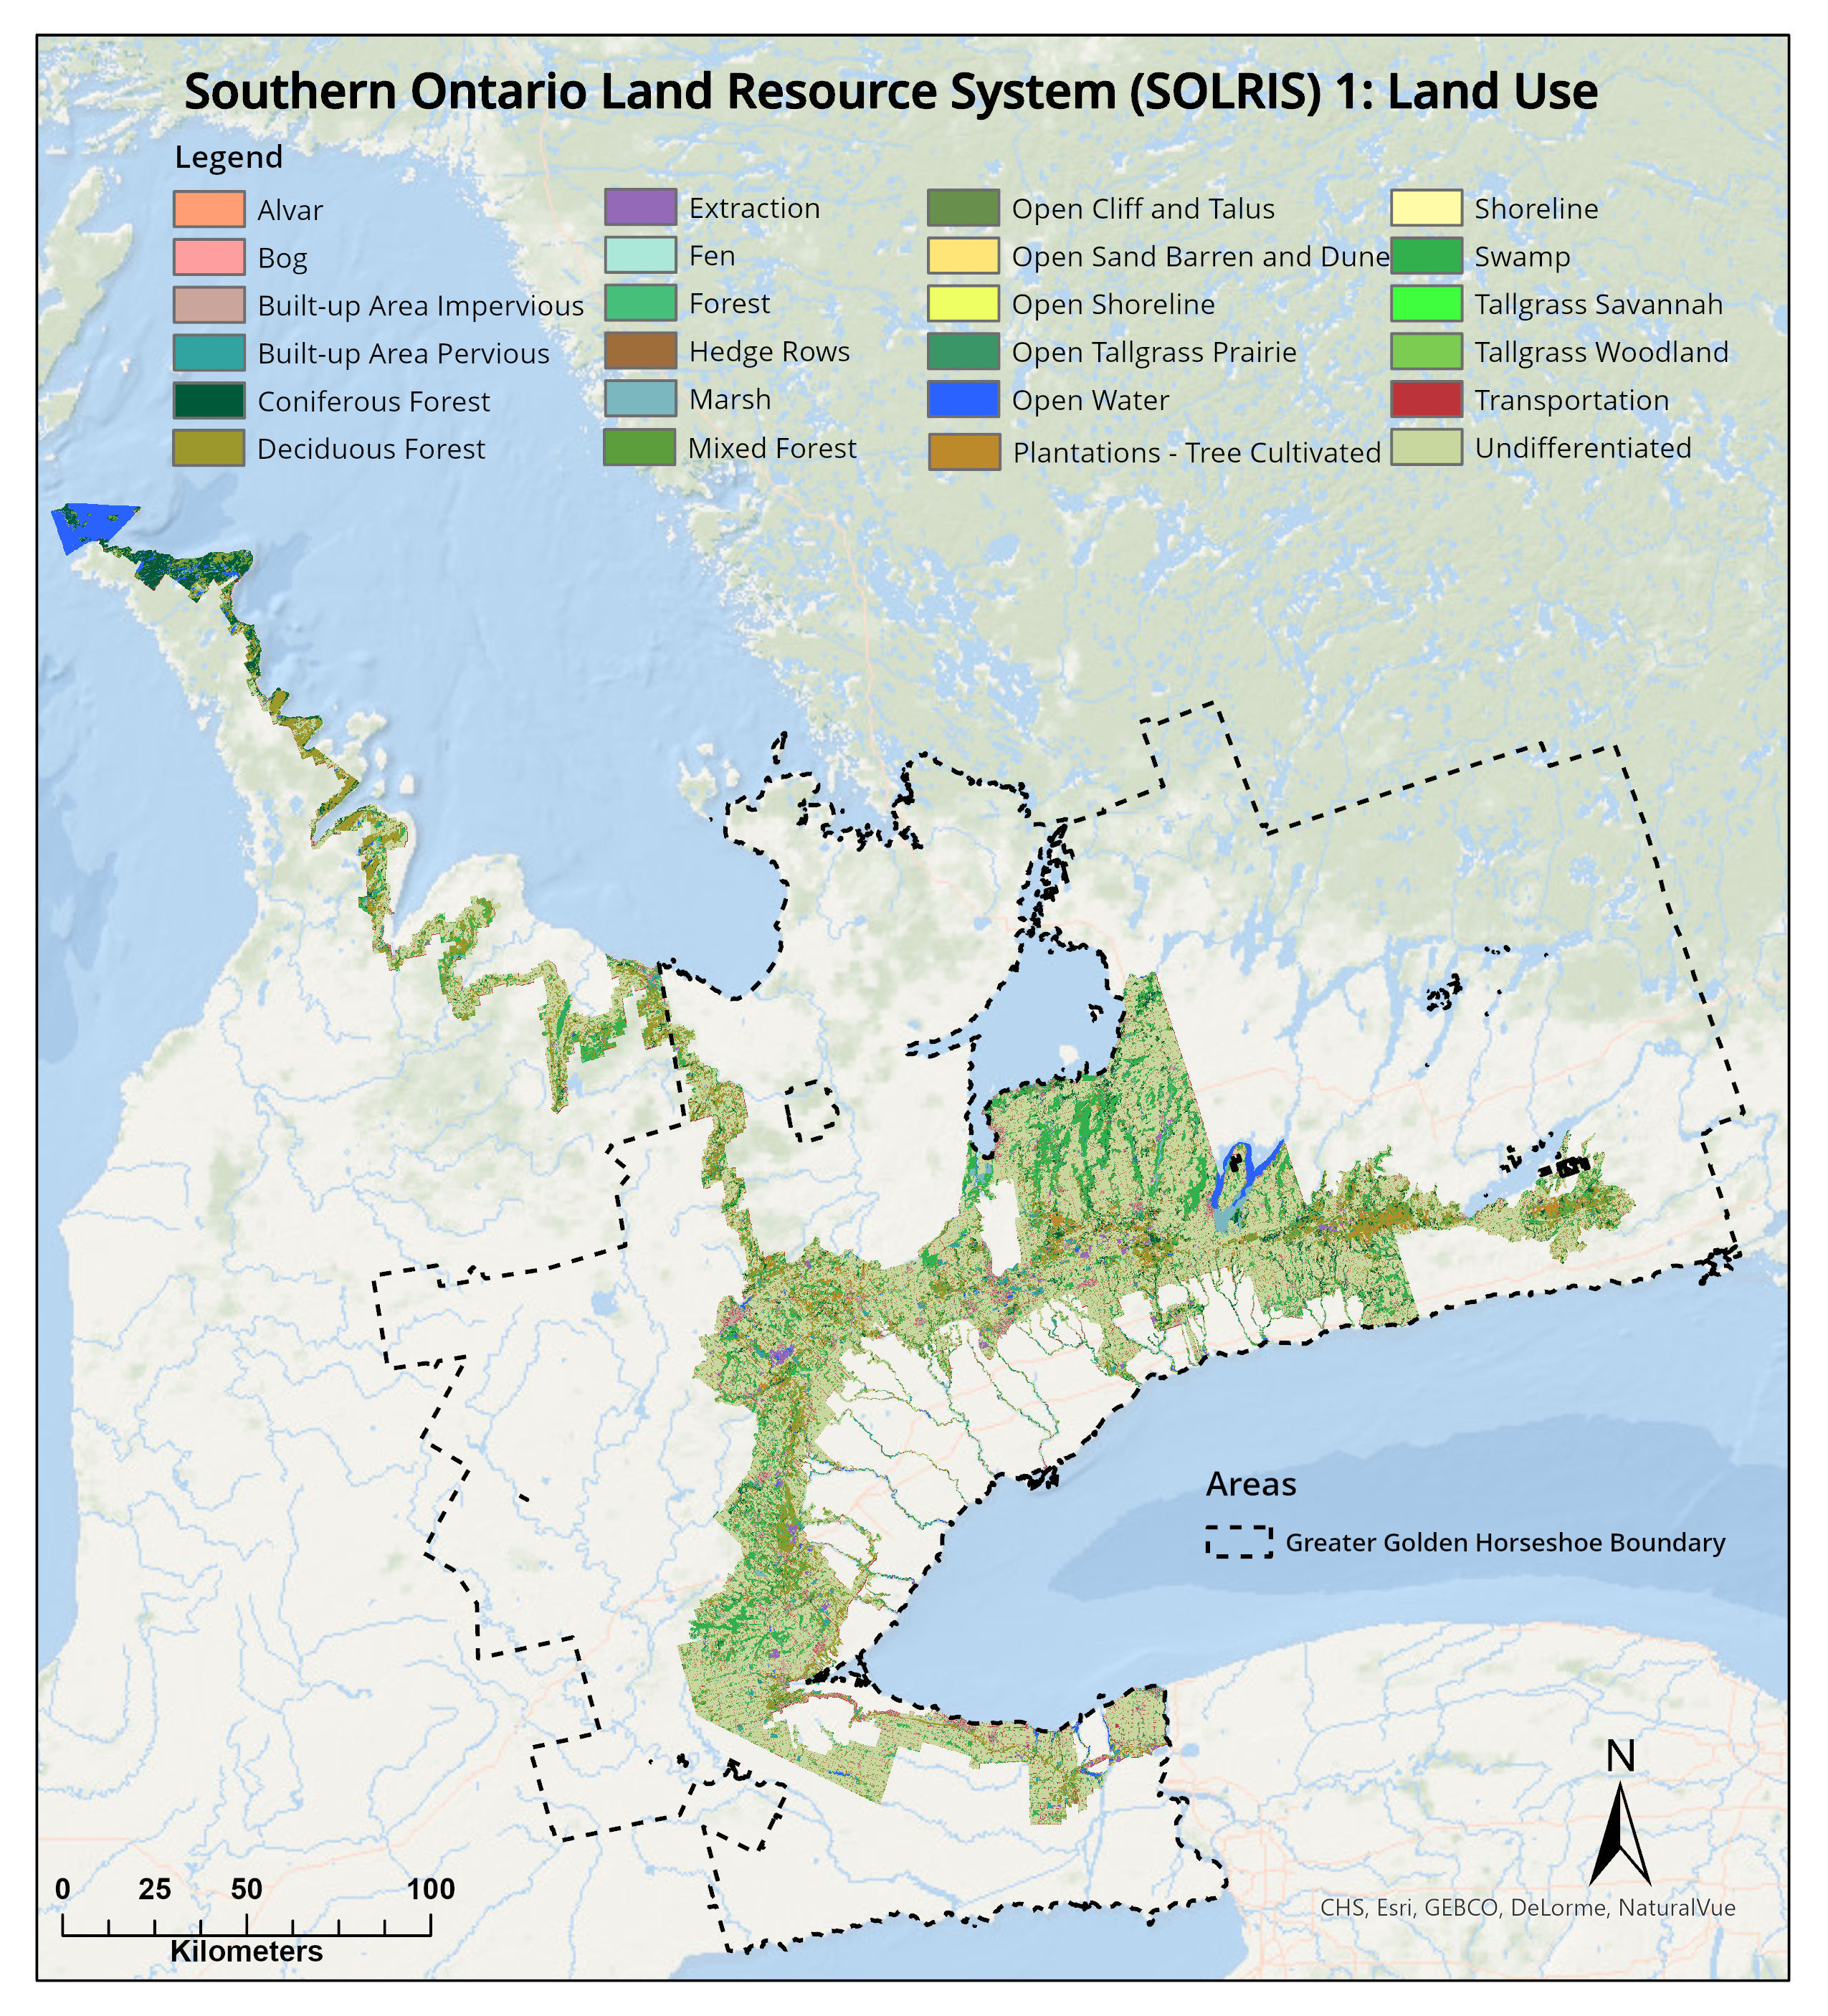 Southern Ontario Land Resource System (SOLRIS) 1: Land Use
Legend
Alvar
Bog
Built-up Area Impervious
Built-up Area Pervious
Coniferous Forest
Deciduous Forest
Extraction
Fen
Forest
Hedge Rows
Marsh
Mixed Forest
Open Cliff and Talus
Open Sand Barren and Dune
Open Shoreline
Open Tallgrass Prairie
Open Water
Plantations - Tree Cultivated
Shoreline
Swamp
Tallgrass Savannah
Tallgrass Woodland
Transportation
Undifferentiated
Areas
Greater Golden Horseshoe Boundary
N
0 25 50 100
Kilometers
CHS, Esri, GEBCO, DeLorme, NaturalVue